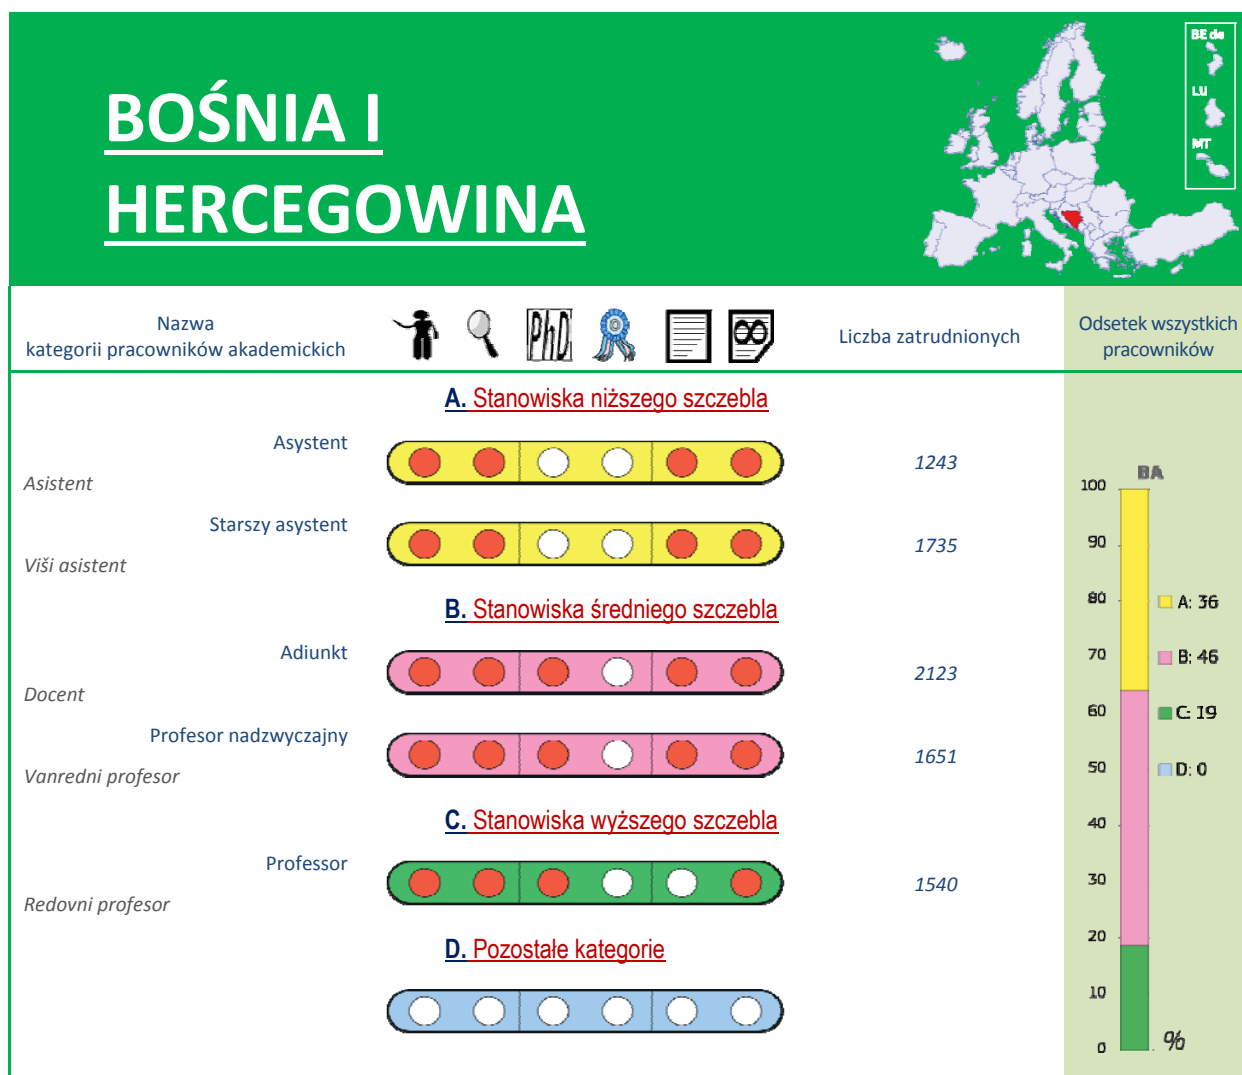 BOŚNIA I
HERCEGOWINA
BE de
LU
MT
Nazwa
kategorii pracowników akademickich
PhD
Liczba zatrudnionych
Odsetek wszystkich
pracowników
A. Stanowiska niższego szczebla
Asystent
Asistent
1243
Starszy asystent
Viši asistent
1735
B. Stanowiska średniego szczebla
Adiunkt
Docent
2123
Profesor nadzwyczajny
Vanredni profesor
1651
C. Stanowiska wyższego szczebla
Professor
Redovni profesor
1540
D. Pozostałe kategorie
BA
100
90
80
70
60
50
40
30
20
10
0
%
A: 36
B: 46
C: 19
D: 0